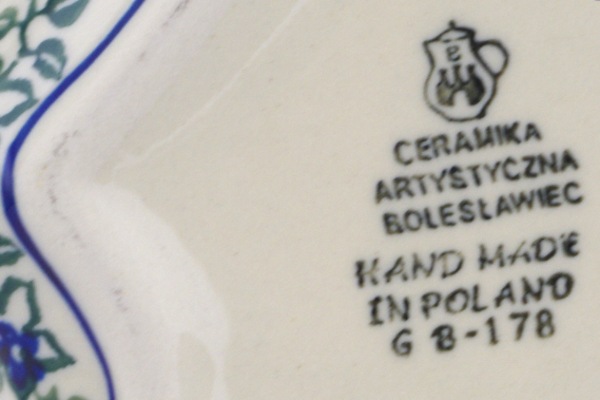 B
CERAMIKA
ARTYSTYCZNA
BOLESŁAWIEC
HAND MADE
IN POLAND
G B-178